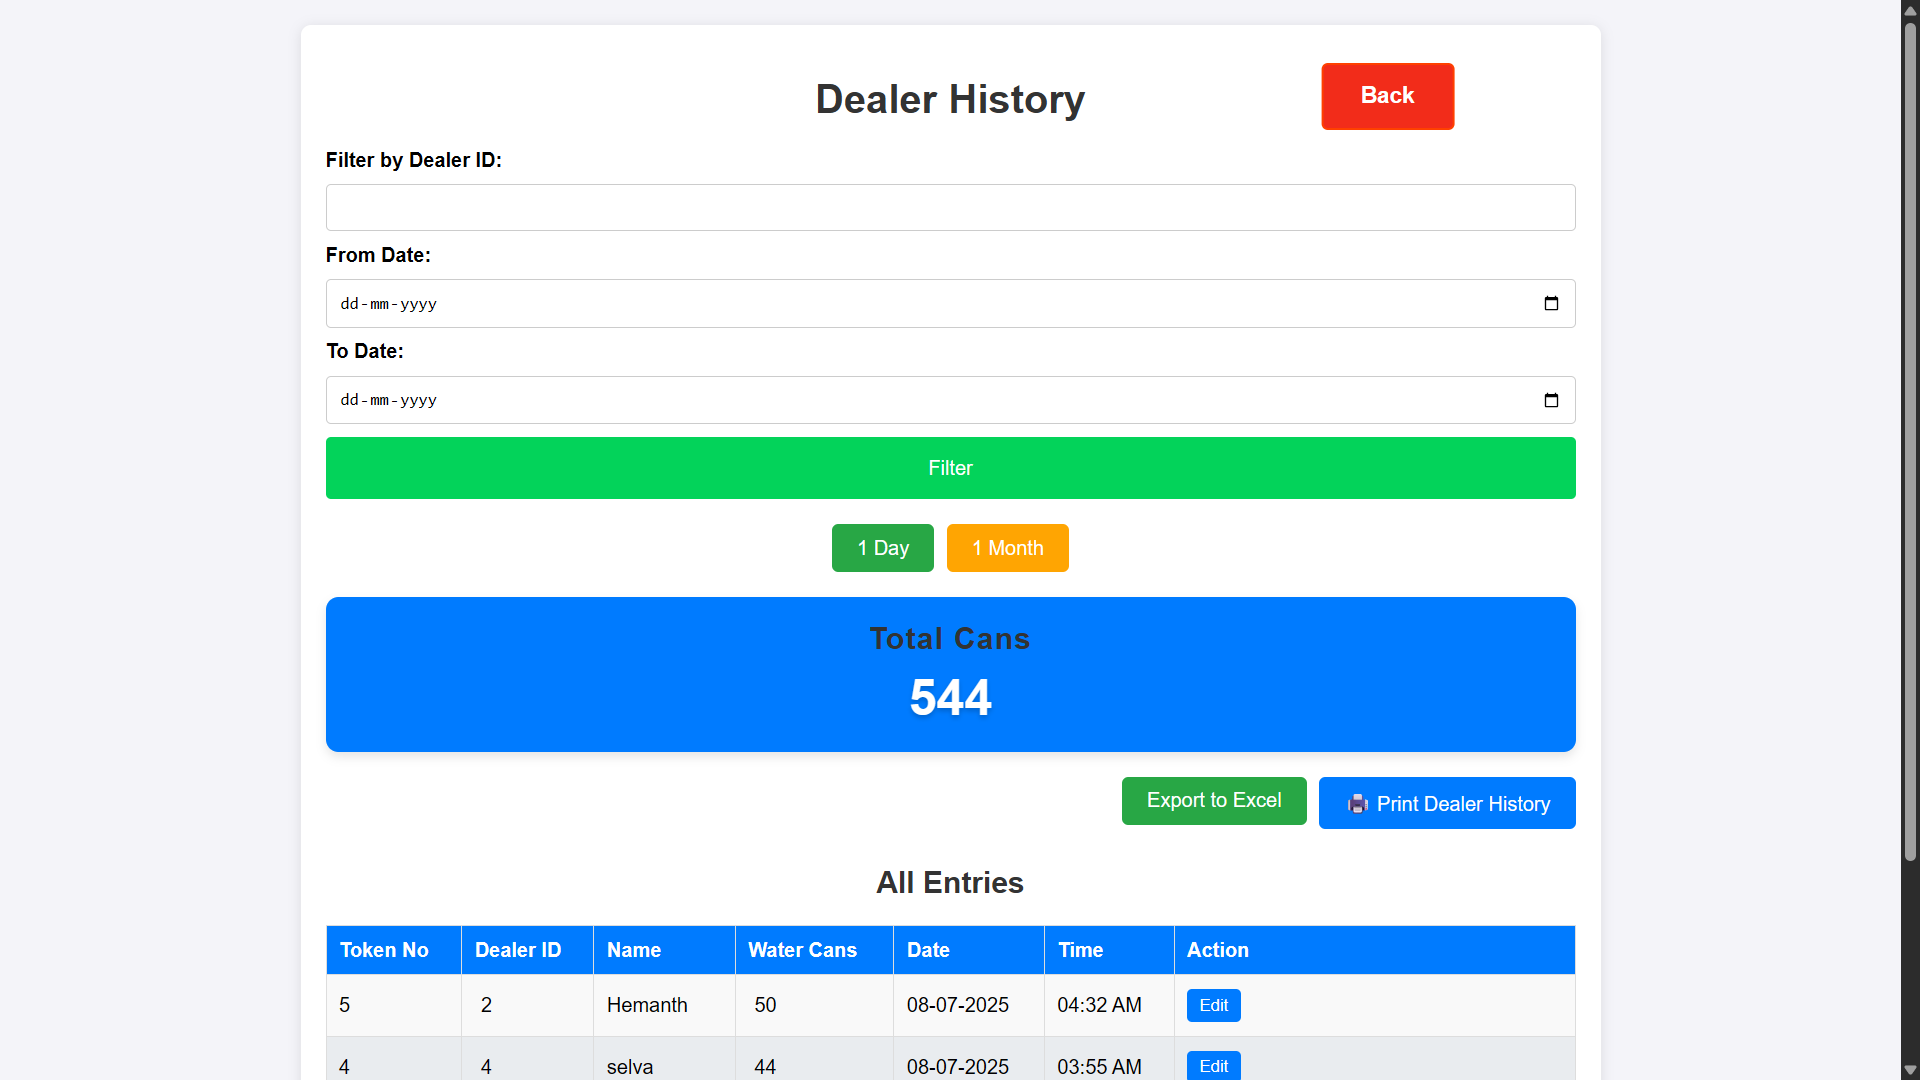 Dealer History
Back
Filter by Dealer ID:
From Date:
dd-mm-yyyy
To Date:
dd-mm-yyyy
Filter
1 Day 1 Month
Total Cans
544
Export to Excel Print Dealer History
All Entries
Token No Dealer ID Name Water Cans Date Time Action
5 2 Hemanth 50 08-07-2025 04:32 AM Edit
4 4 selva 44 08-07-2025 03:55 AM Edit